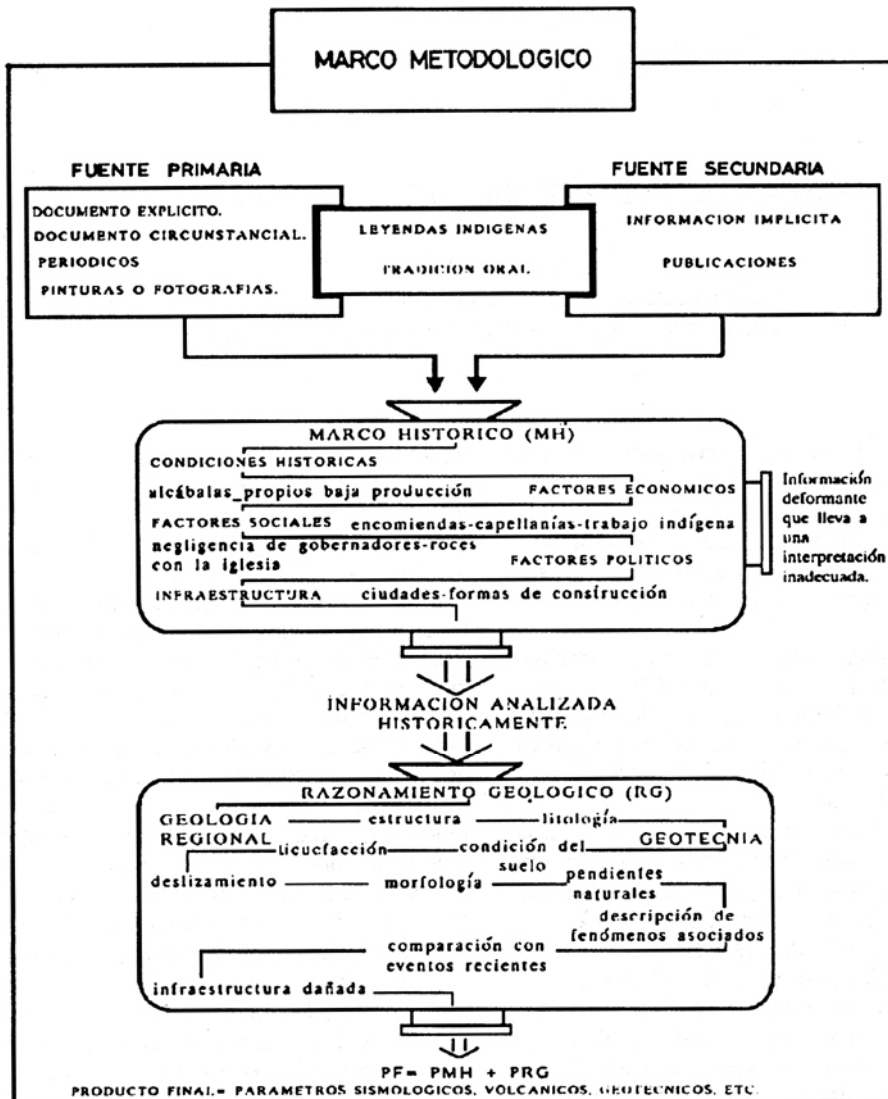 MARCO METODOLOGICO
FUENTE PRIMARIA
DOCUMENTO EXPLICITO.
DOCUMENTO CIRCUNSTANCIAL.
PERIODICOS
PINTURAS O FOTOGRAFIAS.
LEYENDAS INDIGENAS
TRADICION ORAL
FUENTE SECUNDARIA
INFORMACION IMPLICITA
PUBLICACIONES
MARCO HISTORICO (MH)
CONDICIONES HISTORICAS
alcábalas_propios baja producción FACTORES ECONOMICOS
FACTORES SOCIALES encomiendas-capellanías-trabajo indígena
negligencia de gobernadores-roces
con la iglesia FACTORES POLITICOS
INFRAESTRUCTURA ciudades-formas de construcción
Información
deformante
que lleva a
una
interpretación
inadecuada.
INFORMACION ANALIZADA
HISTORICAMENTE
RAZONAMIENTO GEOLOGICO (RG)
GEOLOGIA estructura litología
REGIONAL GEOTECNIA
licuefacción condición del
suelo
deslizamiento morfología pendientes
naturales
descripción de
fenómenos asociados
comparación con
eventos recientes
infraestructura dañada
PF= PMH + PRG
PRODUCTO FINAL= PARAMETROS SISMOLOGICOS, VOLCANICOS, GEOTECNICOS, ETC.